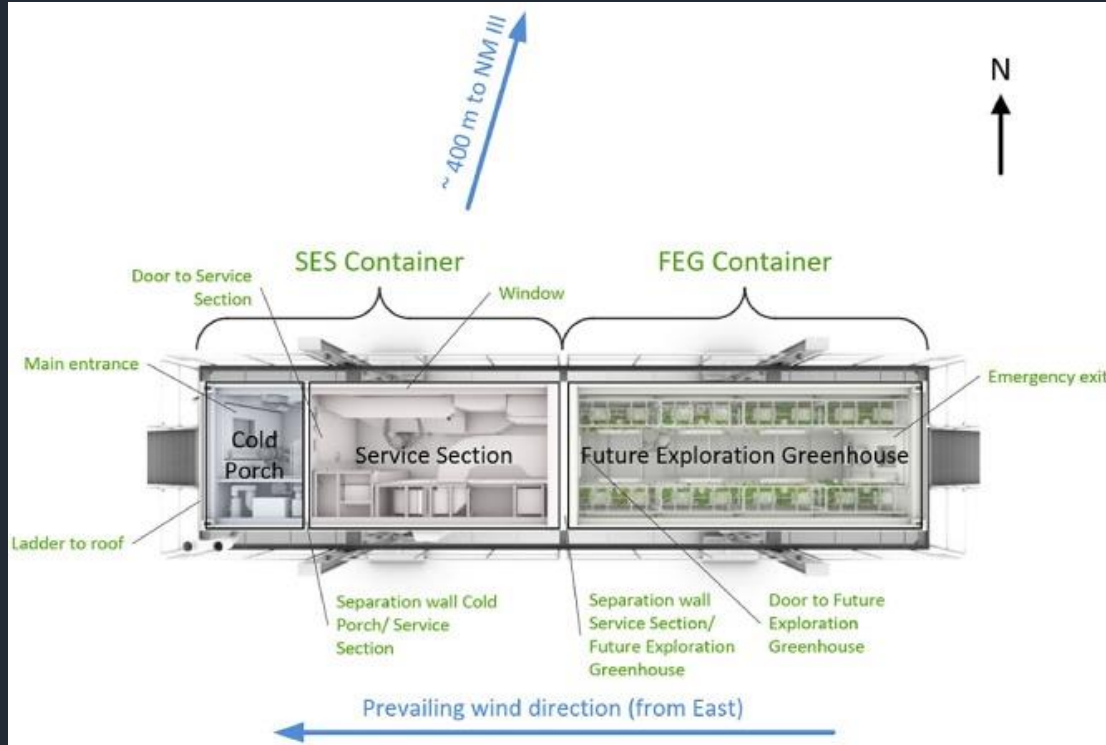 ~ 400 m to NM III
N
SES Container
FEG Container
Door to Service
Section
Window
Main entrance
Emergency exit
Cold
Porch
Service Section
Future Exploration Greenhouse
Ladder to roof
Separation wall Cold
Porch/ Service
Section
Separation wall
Service Section/
Future Exploration
Greenhouse
Door to Future
Exploration
Greenhouse
Prevailing wind direction (from East)